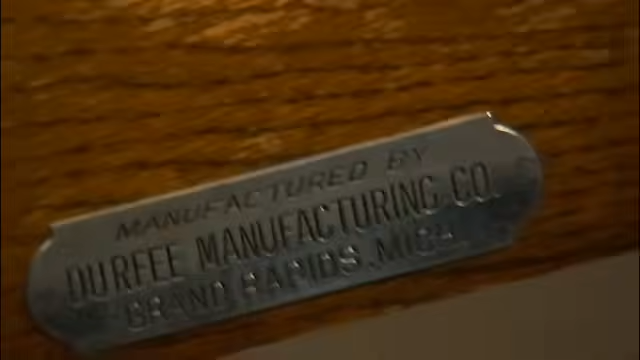 MANUFACTURED BY
DURFEE MANUFACTURING CO.
GRAND RAPIDS, MICH.